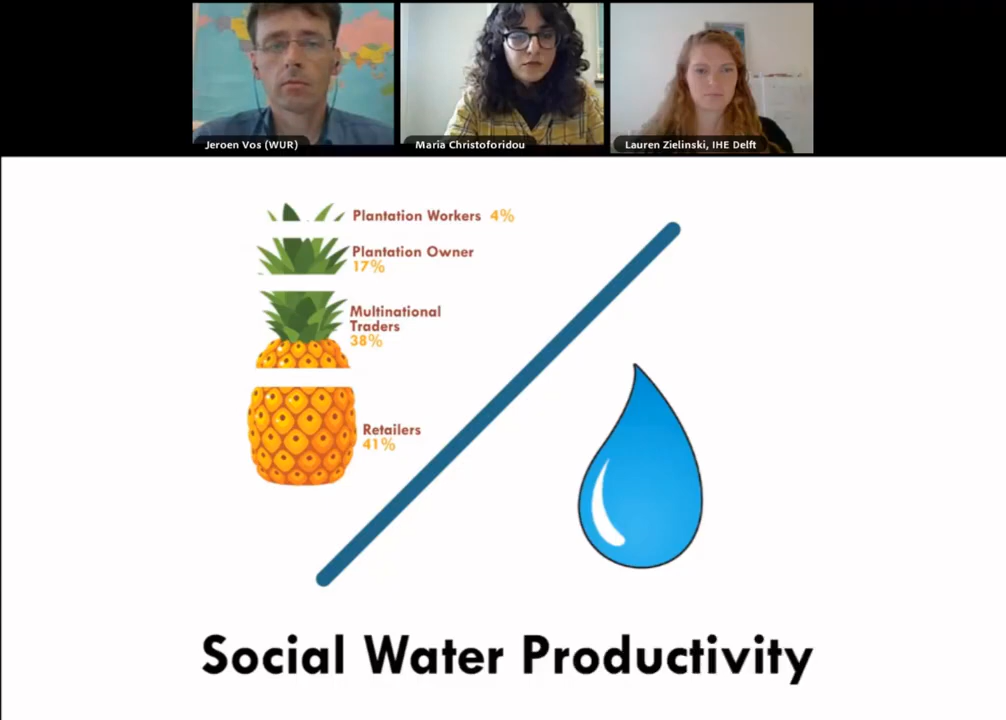 Jeroen Vos (WUR)
Maria Christoforidou
Lauren Zielinski, IHE Delft
Plantation Workers 4%
Plantation Owner
17%
Multinational
Traders
38%
Retailers
41%
Social Water Productivity